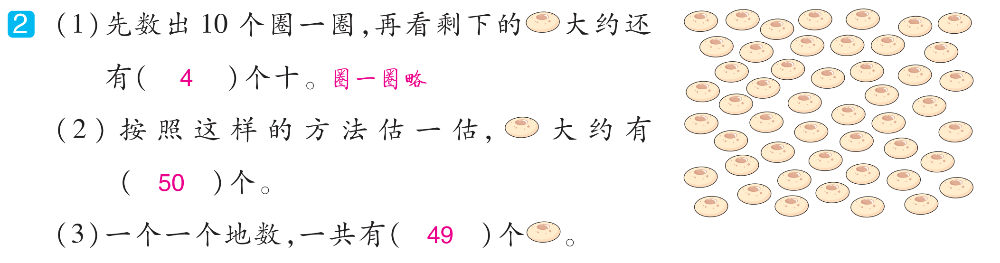 2 (1)先数出 10 个圈一圈,再看剩下的大约还
有( 4 )个十。圈一圈略
(2)按照这样的方法估一估,大约有
( 50 )个。
(3)一个一个地数,一共有( 49 )个。